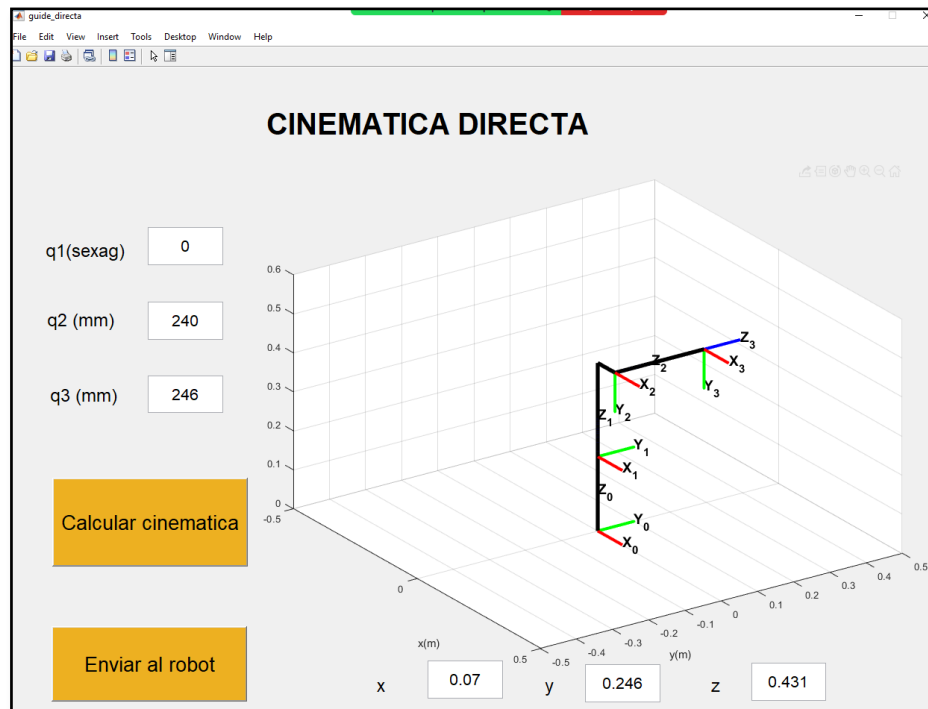 guide_directa
File Edit View Insert Tools Desktop Window Help
CINEMATICA DIRECTA
q1(sexag) 0
q2 (mm) 240
q3 (mm) 246
Calcular cinematica
Enviar al robot
0.6
0.5
0.4
0.3
0.2
0.1
0
-0.5
0
0.5
x(m)
-0.5
-0.4
-0.3
-0.2
-0.1
0
0.1
0.2
0.3
0.4
0.5
y(m)
Z3
X3
Y3
Z2
X2
Y2
Z1
Y1
X1
Z0
Y0
X0
x 0.07 y 0.246 z 0.431